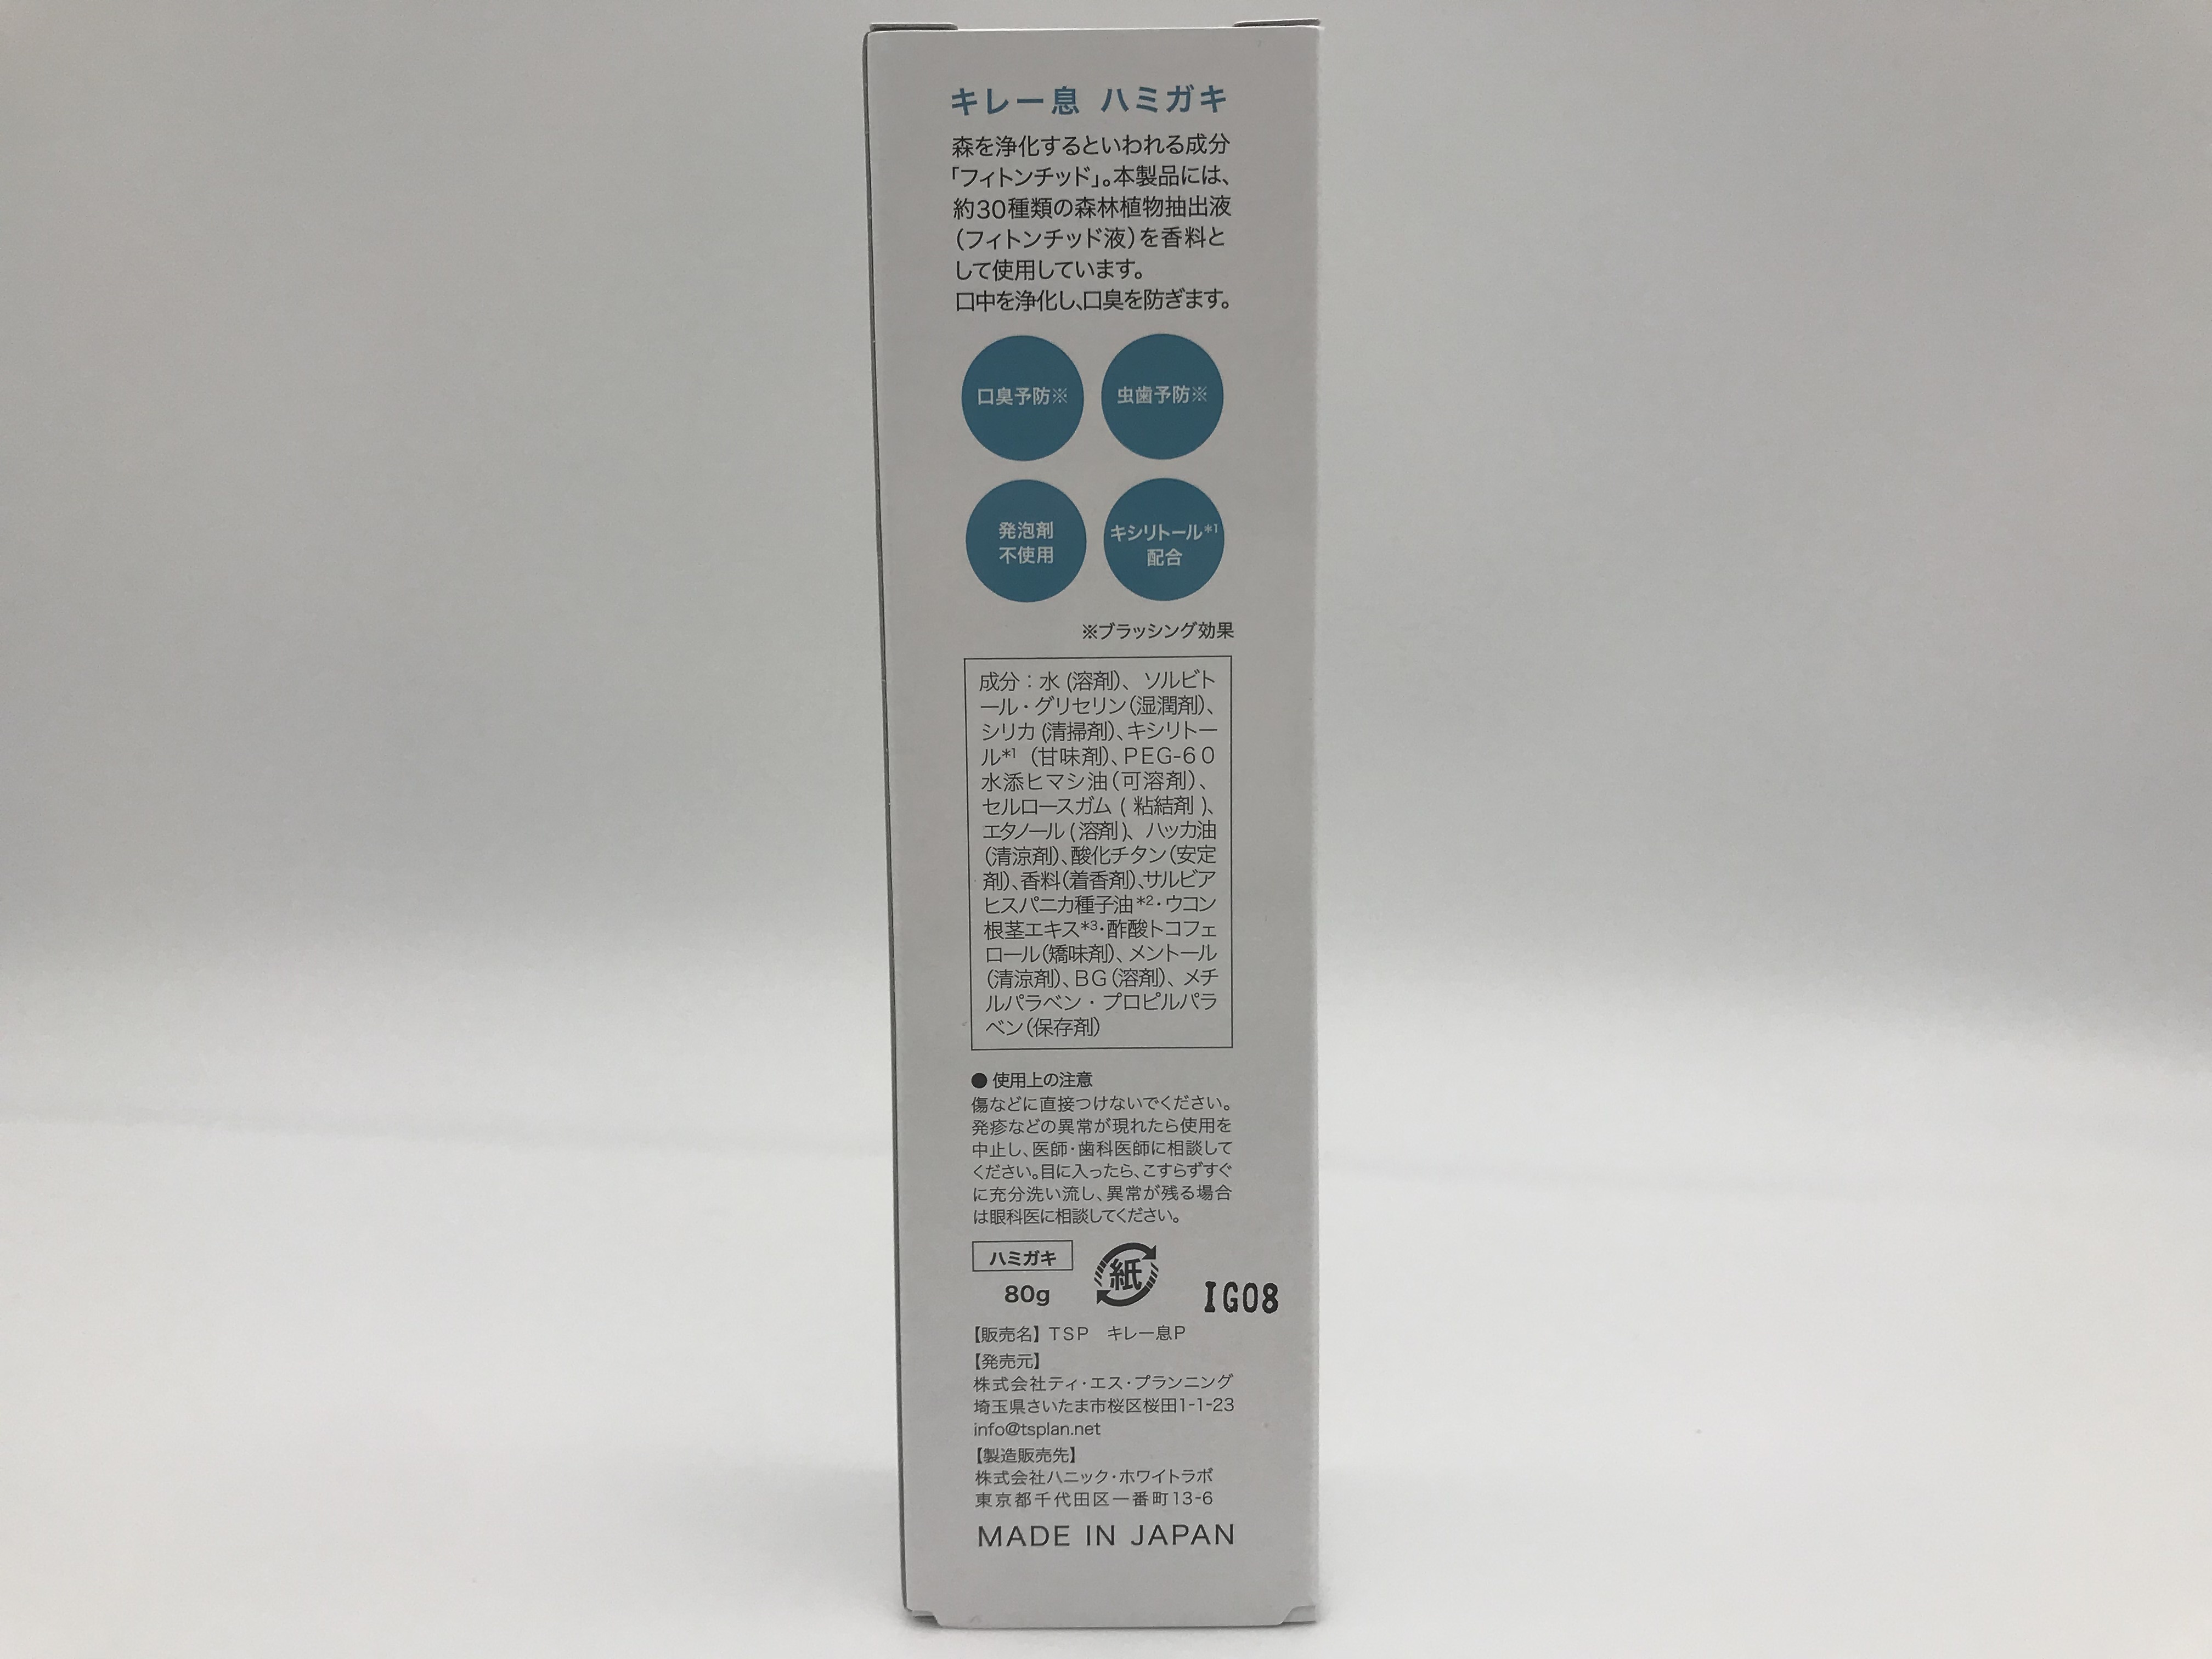 キレー息 ハミガキ
森を浄化するといわれる成分
「フィトンチッド」。本製品には、
約30種類の森林植物抽出液
（フィトンチッド液）を香料と
して使用しています。
口中を浄化し、口臭を防ぎます。
口臭予防※
虫歯予防※
発泡剤
不使用
キシリトール*1
配合
※ブラッシング効果
成分：水(溶剤)、ソルビト
ール・グリセリン（湿潤剤）、
シリカ(清掃剤)、キシリトー
ル*1（甘味剤）、PEG-60
水添ヒマシ油（可溶剤）、
セルロースガム(粘結剤)、
エタノール(溶剤)、ハッカ油
（清涼剤）、酸化チタン（安定
剤）、香料（着香剤）、サルビア
ヒスパニカ種子油*2・ウコン
根茎エキス*3・酢酸トコフェ
ロール（矯味剤）、メントール
（清涼剤）、BG（溶剤）、メチ
ルパラベン・プロピルパラ
ベン（保存剤）
● 使用上の注意
傷などに直接つけないでください。
発疹などの異常が現れたら使用を
中止し、医師・歯科医師に相談して
ください。目に入ったら、こすらずすぐ
に充分洗い流し、異常が残る場合
は眼科医に相談してください。
ハミガキ
80g
紙
IG08
【販売名】TSP　キレー息P
【発売元】
株式会社ティ・エス・プランニング
埼玉県さいたま市桜区桜田1-1-23
info@tsplan.net
【製造販売先】
株式会社ハニック・ホワイトラボ
東京都千代田区一番町13-6
MADE IN JAPAN